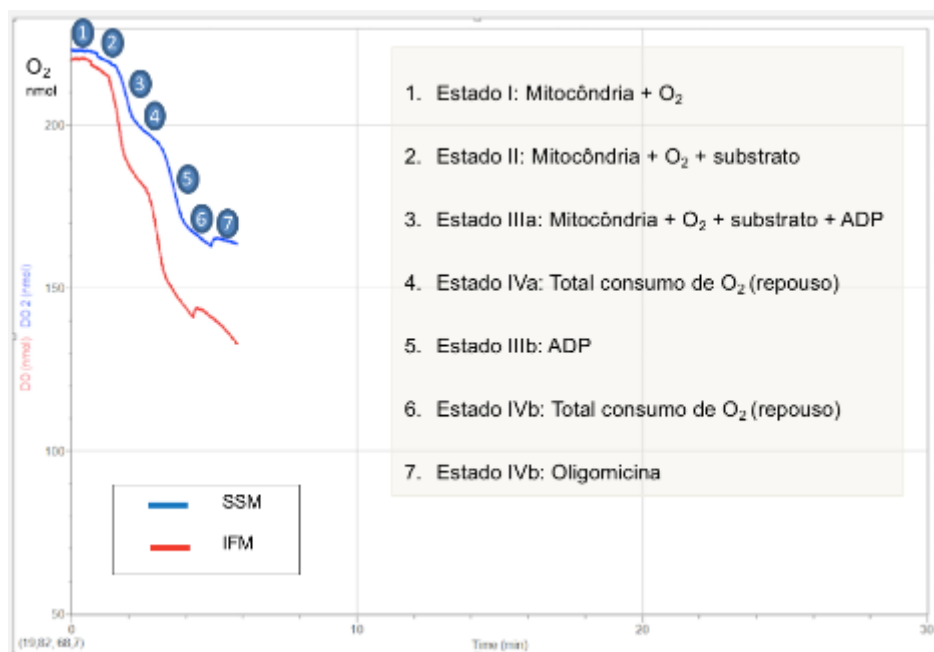 1
2
3
4
5
6
7
O2
nmol
200
150
100
50
DO (nmol) DO 2 (nmol)
1. Estado I: Mitocôndria + O2
2. Estado II: Mitocôndria + O2 + substrato
3. Estado IIIa: Mitocôndria + O2 + substrato + ADP
4. Estado IVa: Total consumo de O2 (repouso)
5. Estado IIIb: ADP
6. Estado IVb: Total consumo de O2 (repouso)
7. Estado IVb: Oligomicina
SSM
IFM
0 10 20 30
(19,82, 68,7)
Time (min)